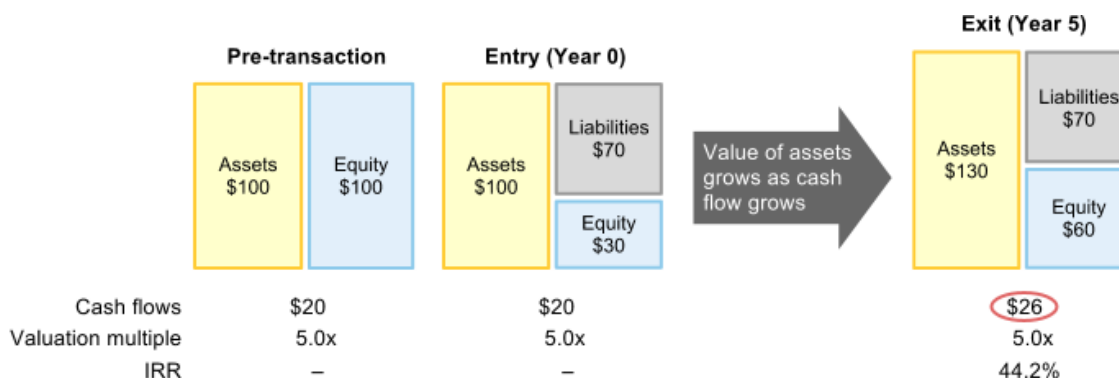 Exit (Year 5)
Pre-transaction
Entry (Year 0)
Assets
$100
Equity
$100
Assets
$100
Liabilities
$70
Equity
$30
Value of assets
grows as cash
flow grows
Assets
$130
Liabilities
$70
Equity
$60
Cash flows $20 $20 $26
Valuation multiple 5.0x 5.0x 5.0x
IRR – – 44.2%